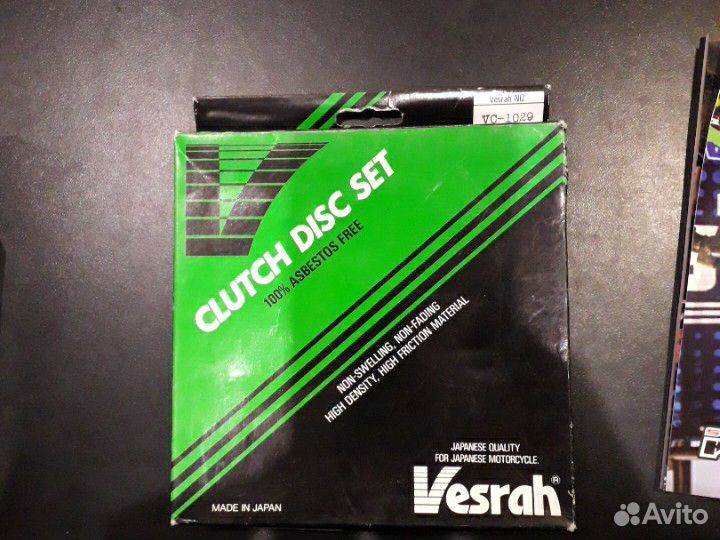 Vesrah NO
VC-1029
CLUTCH DISC SET
100% ASBESTOS FREE
NON-SWELLING, NON-FADING
HIGH DENSITY, HIGH FRICTION MATERIAL
JAPANESE QUALITY
FOR JAPANESE MOTORCYCLE.
Vesrah®
MADE IN JAPAN
Avito